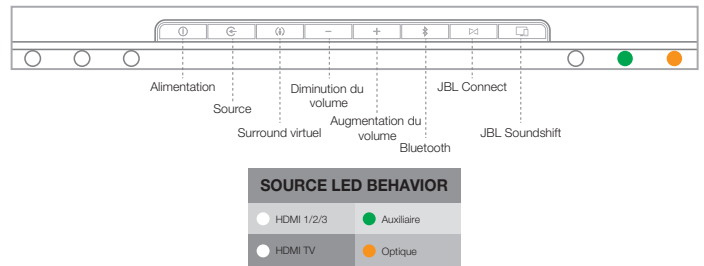 Alimentation
Source
Surround virtuel
Diminution du
volume
Augmentation du
volume
Bluetooth
JBL Connect
JBL Soundshift
SOURCE LED BEHAVIOR
HDMI 1/2/3
Auxiliaire
HDMI TV
Optique